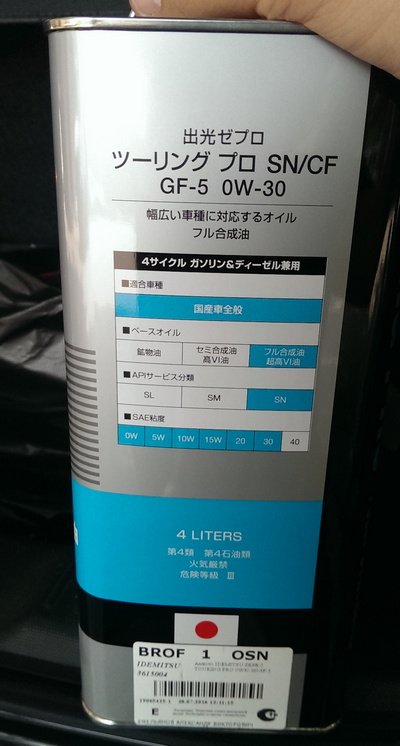 出光ゼプロ
ツーリング プロ SN/CF
GF-5 0W-30
幅広い車種に対応するオイル
フル合成油
4サイクル ガソリン&ディーゼル兼用
■適合車種
国産車全般
■ベースオイル
鉱物油 セミ合成油 高VI油 フル合成油 超高VI油
■APIサービス分類
SL SM SN
■SAE粘度
0W 5W 10W 15W 20 30 40
4 LITERS
第4類 第4石油類
火気厳禁
危険等級 Ⅲ
BROF 1 OSN
IDEMITSU
3615004
E